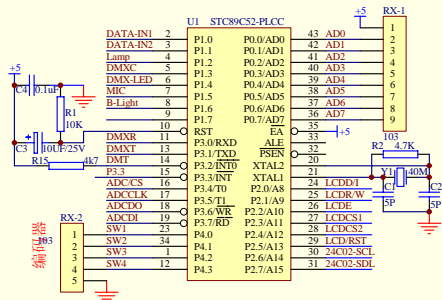 U1 STC89C52-PLCC RX-1
+5
DATA-IN1 2 P1.0 P0.0/AD0 43 AD0 1
DATA-IN2 3 P1.1 P0.1/AD1 42 AD1 2
Lamp 4 P1.2 P0.2/AD2 41 AD2 3
DMXC 5 P1.3 P0.3/AD3 40 AD3 4
DMX-LED 6 P1.4 P0.4/AD4 39 AD4 5
MIC 7 P1.5 P0.5/AD5 38 AD5 6
B-Light 8 P1.6 P0.6/AD6 37 AD6 7
9 P1.7 P0.7/AD7 36 AD7 8
9
+5
C4 0.1uF
R1
10K
C3 10UF/25V
R15 4k7
10 RST EA 35 +5
DMXR 11 P3.0/RXD ALE 33
DMXT 13 P3.1/TXD PSEN 32
DMT 14 P3.2/INT0 XTAL2 20
P3.3 15 P3.3/INT XTAL1 21
103
R2 4.7K
Y1 40M
C1
5P
C2
5P
ADC/CS 16 P3.4/T0 P2.0/A8 24 LCDD/I
ADCCLK 17 P3.5/T1 P2.1/A9 25 LCDR/W
ADCDO 18 P3.6/WR P2.2/A10 26 LCDE
ADCDI 19 P3.7/RD P2.3/A11 27 LCDCS1
SW1 23 P4.0 P2.4/A12 28 LCDCS2
SW2 34 P4.1 P2.5/A13 29 LCD/RST
SW3 1 P4.2 P2.6/A14 30 24C02-SCL
SW4 12 P4.3 P2.7/A15 31 24C02-SDL
RX-2
103
1
2
3
4
5
编码器